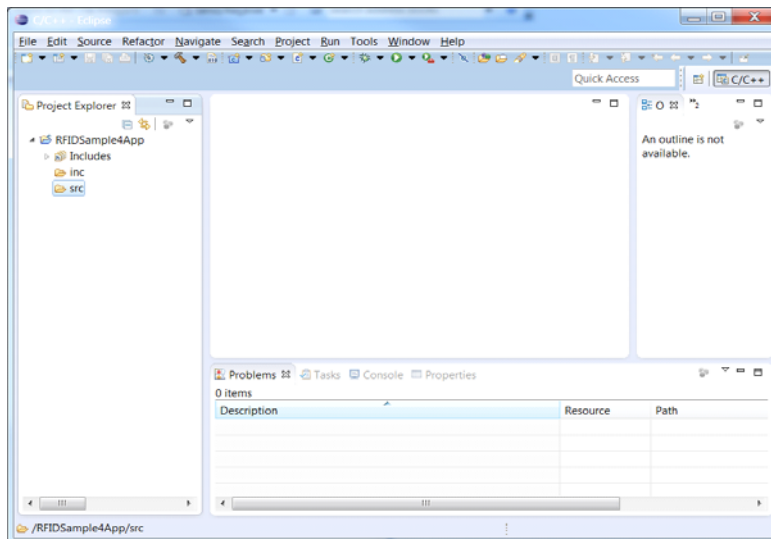 C/C++ - Eclipse
File Edit Source Refactor Navigate Search Project Run Tools Window Help
Quick Access
C/C++
Project Explorer
RFIDSample4App
Includes
inc
src
O
"2
An outline is not
available.
Problems Tasks Console Properties
0 items
Description Resource Path
/RFIDSample4App/src